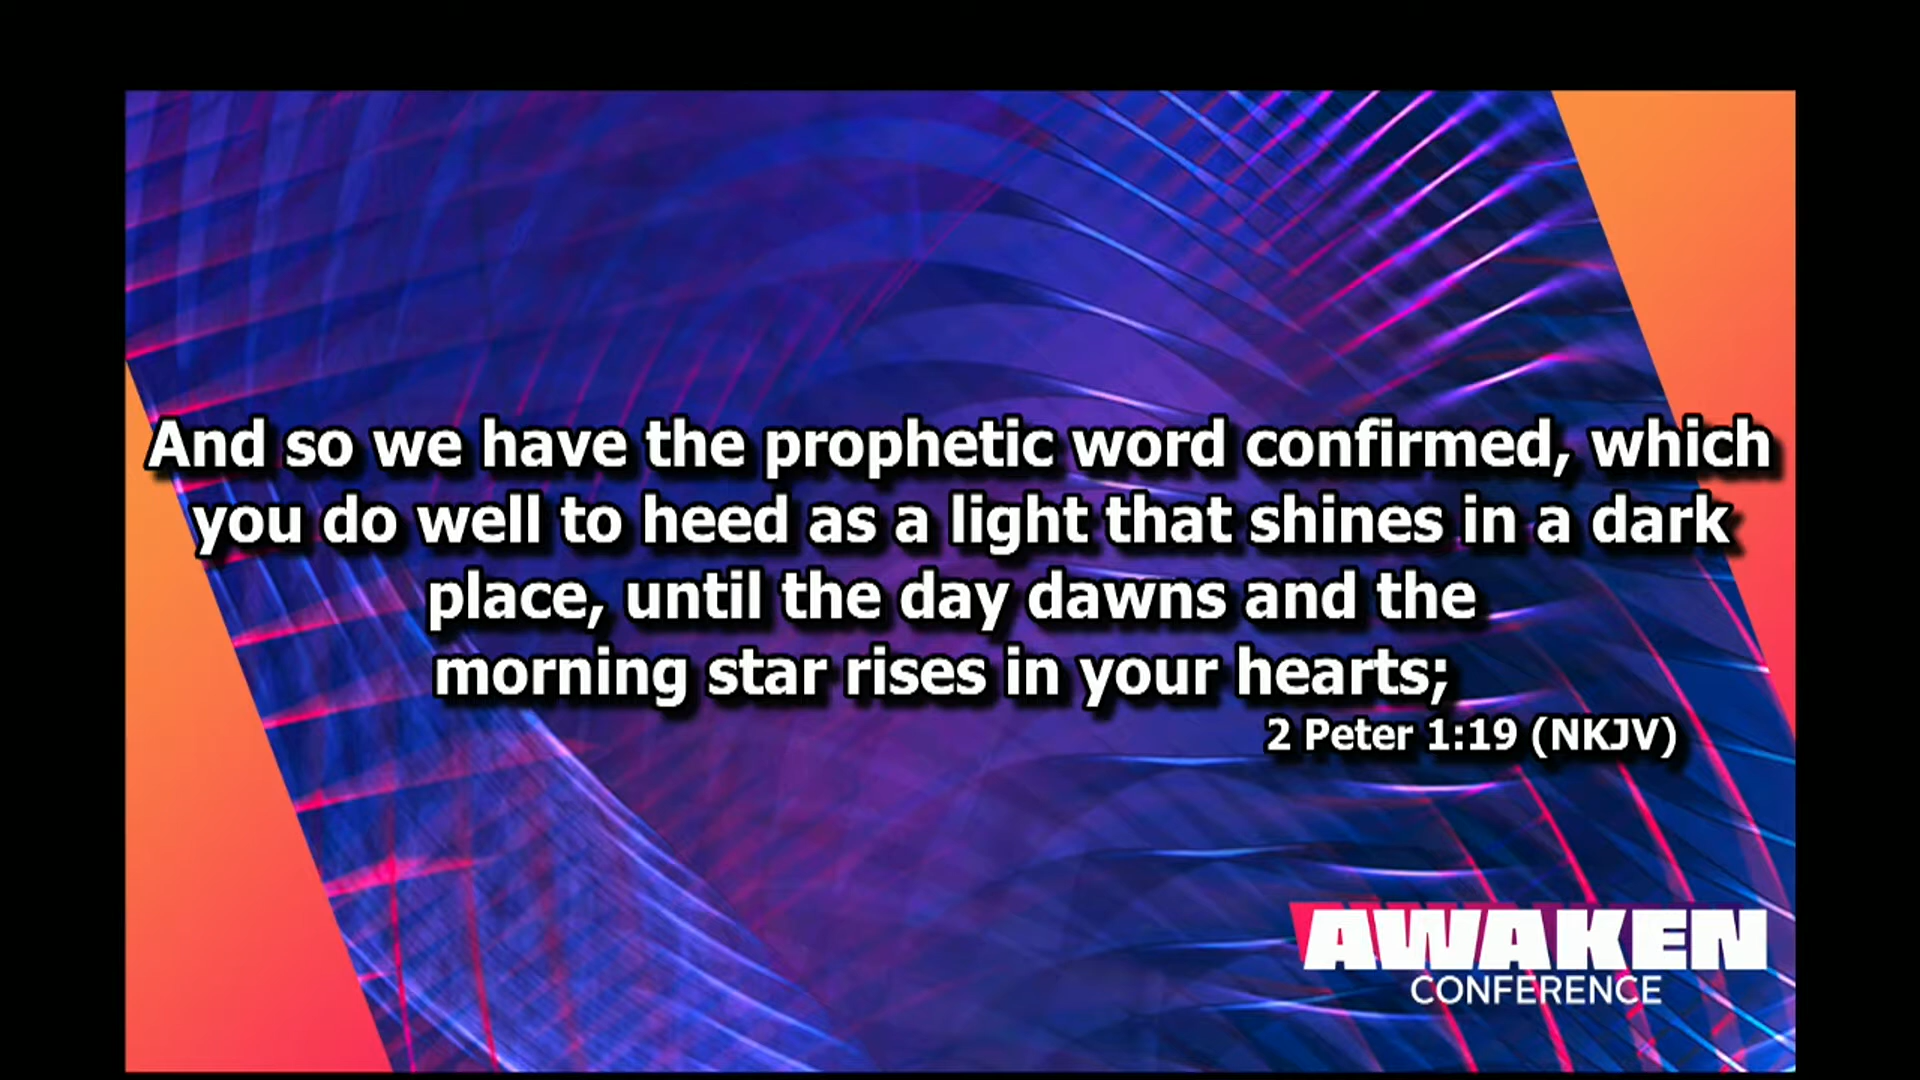 And so we have the prophetic word confirmed, which
you do well to heed as a light that shines in a dark
place, until the day dawns and the
morning star rises in your hearts;
2 Peter 1:19 (NKJV)
AWAKEN
CONFERENCE